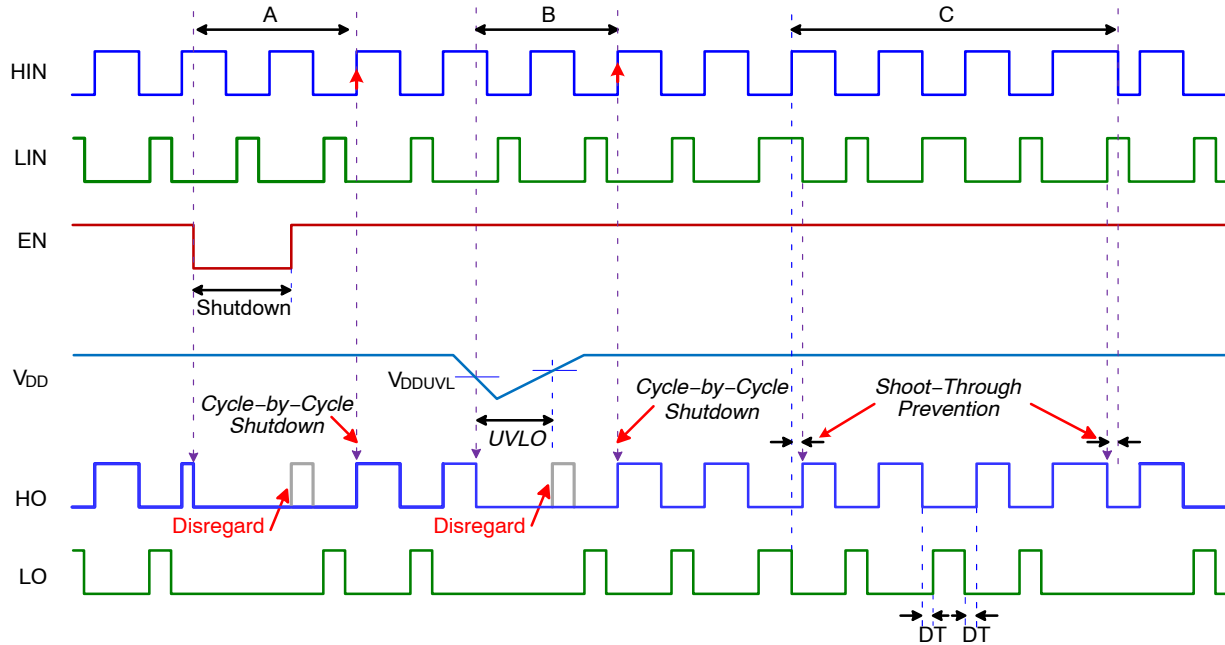 A
B
C
HIN
LIN
EN
Shutdown
VDD
VDDUVL
Cycle−by−Cycle
Shutdown
UVLO
Cycle−by−Cycle
Shutdown
Shoot−Through
Prevention
HO
Disregard
Disregard
LO
DT
DT